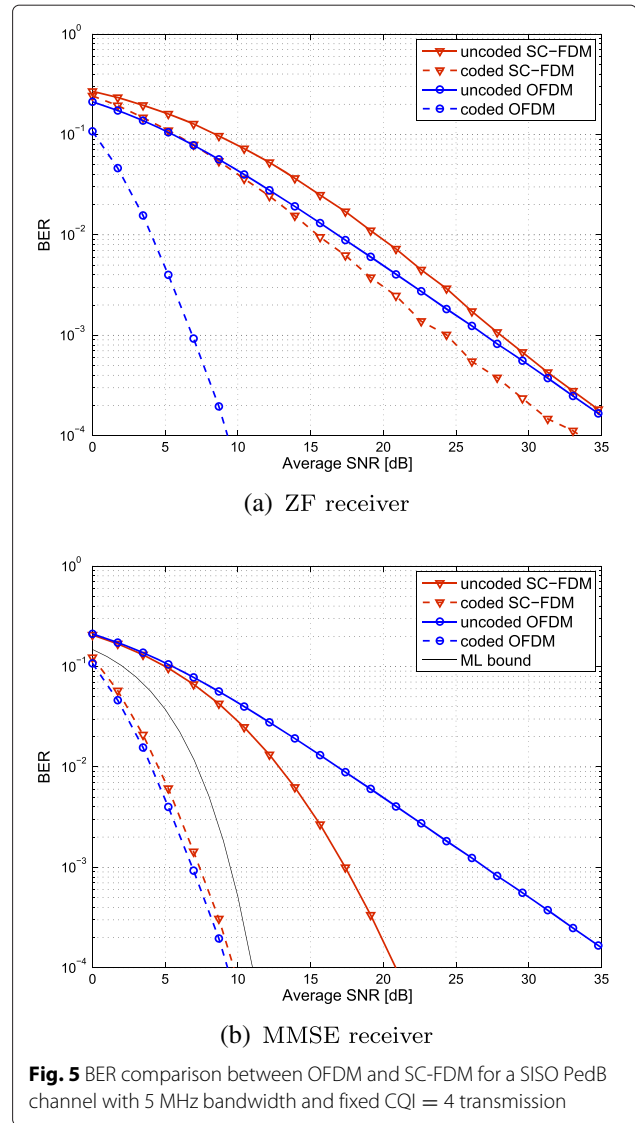 10^0
10^-1
10^-2
10^-3
10^-4
BER
uncoded SC-FDM
coded SC-FDM
uncoded OFDM
coded OFDM
0 5 10 15 20 25 30 35
Average SNR [dB]
(a) ZF receiver
10^0
10^-1
10^-2
10^-3
10^-4
BER
uncoded SC-FDM
coded SC-FDM
uncoded OFDM
coded OFDM
ML bound
0 5 10 15 20 25 30 35
Average SNR [dB]
(b) MMSE receiver
Fig. 5 BER comparison between OFDM and SC-FDM for a SISO PedB
channel with 5 MHz bandwidth and fixed CQI = 4 transmission